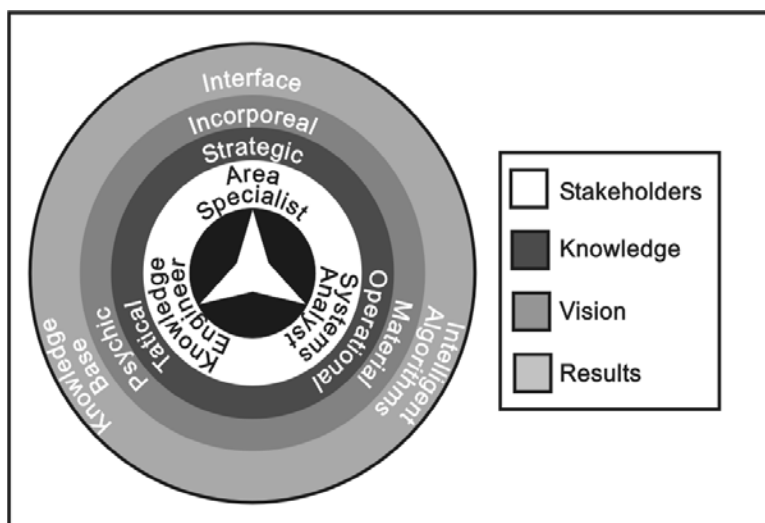 Interface
Incorporeal
Strategic
Area
Specialist
Knowledge
Engineer
Systems
Analyst
Tatical
Operational
Psychic
Material
Knowledge
Base
Intelligent
Algorithms
Stakeholders
Knowledge
Vision
Results